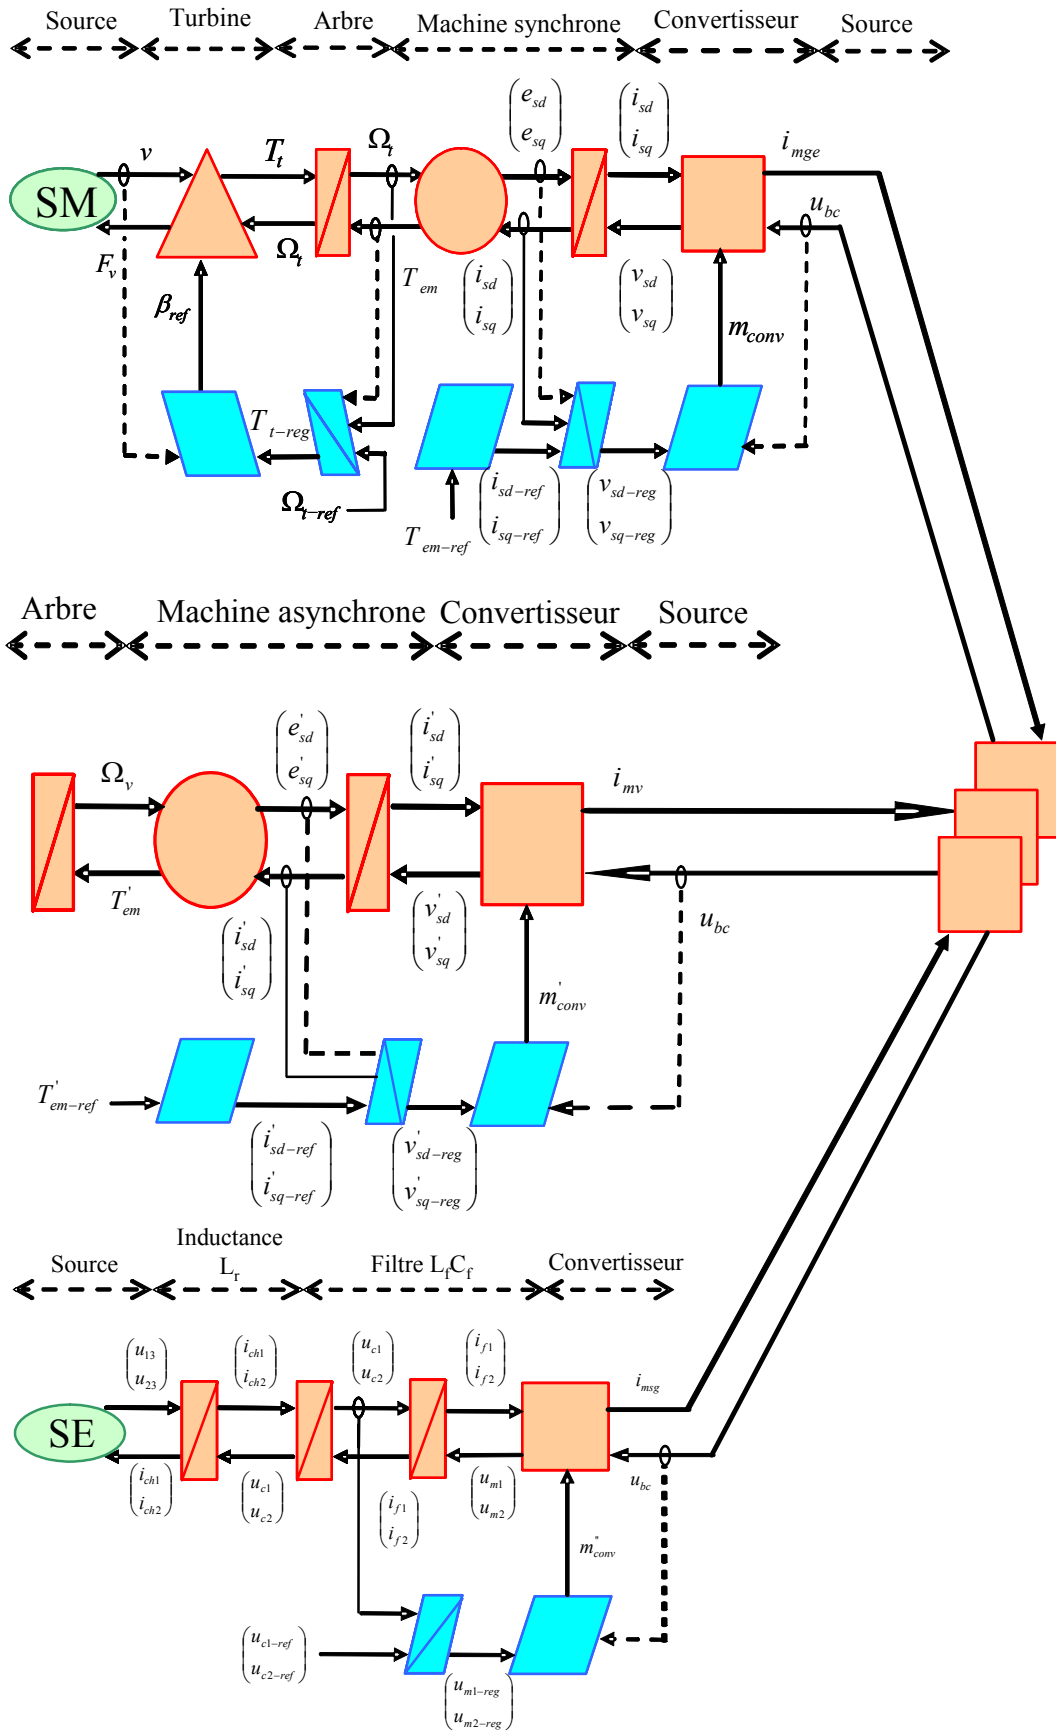 Source Turbine Arbre Machine synchrone Convertisseur Source
e_sd
e_sq
i_sd
i_sq
v T_t Ω_t i_mge
SM
u_bc
F_v Ω_t T_em
i_sd
i_sq
v_sd
v_sq
β_ref m_conv
T_t-reg
Ω_t-ref
i_sd-ref
i_sq-ref
v_sd-reg
v_sq-reg
T_em-ref
Arbre Machine asynchrone Convertisseur Source
e'_sd
e'_sq
i'_sd
i'_sq
Ω_v i_mv
T'_em
i'_sd
i'_sq
v'_sd
v'_sq
u_bc
m'_conv
T'_em-ref
i'_sd-ref
i'_sq-ref
v'_sd-reg
v'_sq-reg
Source Inductance L_r Filtre L_fC_f Convertisseur
u_13
u_23
i_ch1
i_ch2
u_c1
u_c2
i_f1
i_f2
i_msg
SE
i_ch1
i_ch2
u_c1
u_c2
i_f1
i_f2
u_m1
u_m2
u_bc
m"_conv
u_c1-ref
u_c2-ref
u_m1-reg
u_m2-reg